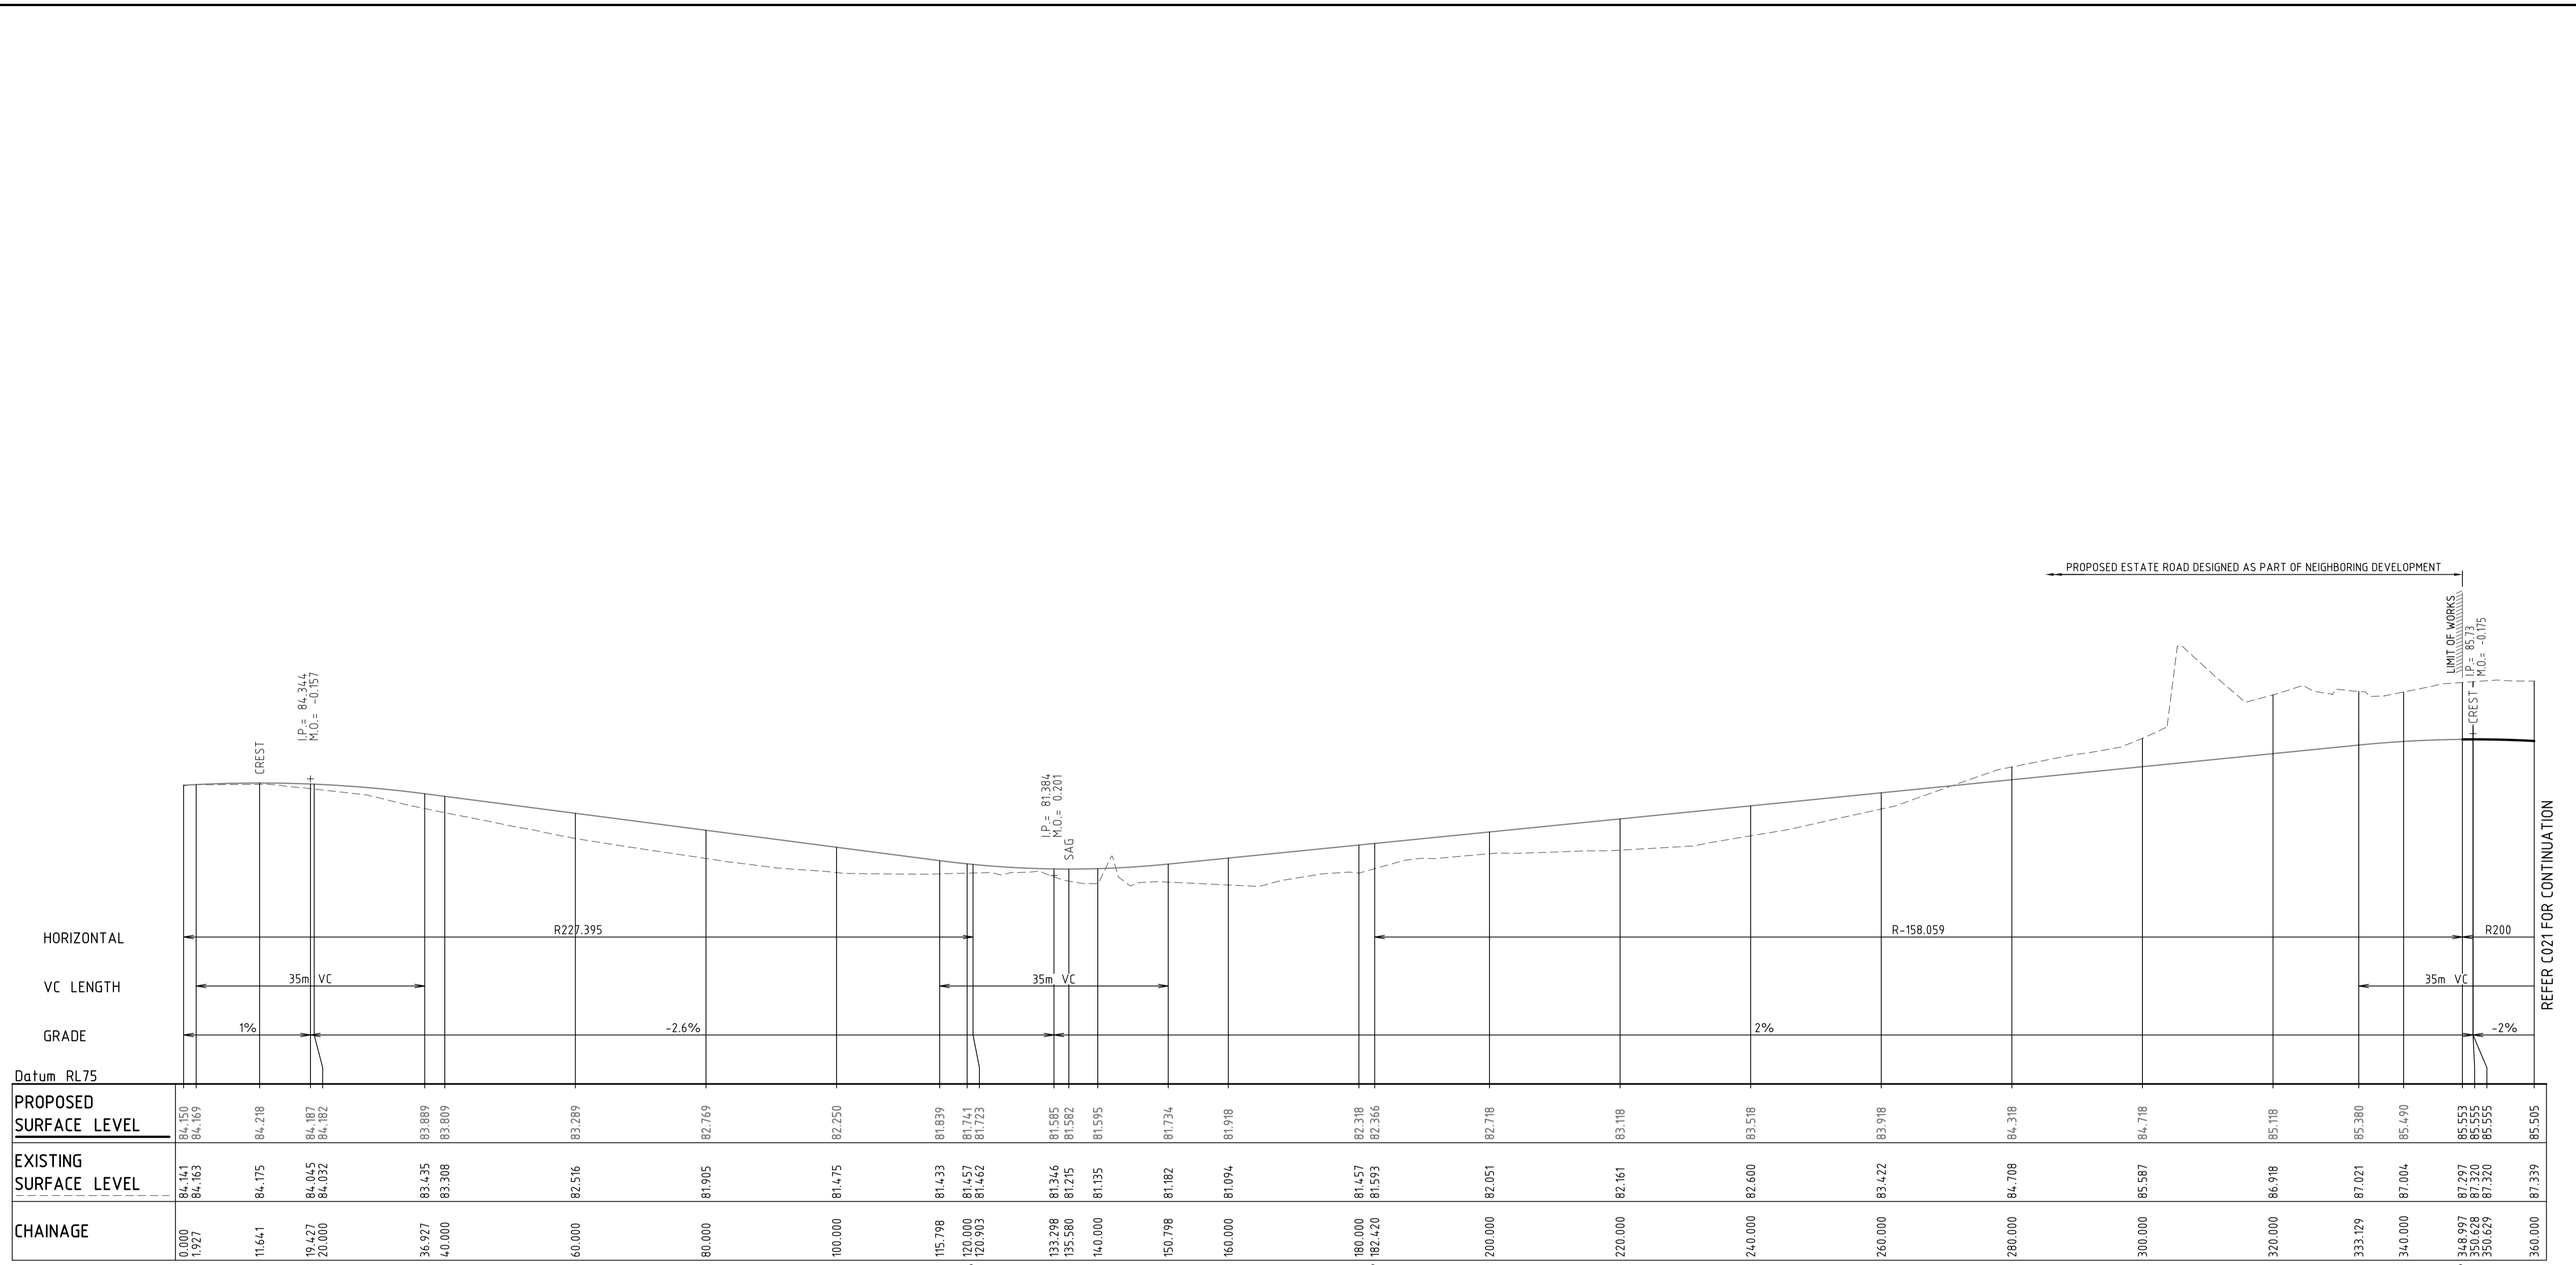 PROPOSED ESTATE ROAD DESIGNED AS PART OF NEIGHBORING DEVELOPMENT
LIMIT OF WORKS
I.P.= 85.73
M.O.= -0.175
CREST
I.P.= 84.344
M.O.= -0.157
CREST
I.P.= 81.384
M.O.= 0.201
SAG
REFER C021 FOR CONTINUATION
HORIZONTAL R227.395 R-158.059 R200
VC LENGTH 35m VC 35m VC 35m VC
GRADE 1% -2.6% 2% -2%
Datum RL75
PROPOSED
SURFACE LEVEL
84.150 84.169 84.218 84.187 84.182 83.889 83.809 83.289 82.769 82.250 81.839 81.741 81.723 81.585 81.582 81.595 81.734 81.918 82.318 82.366 82.718 83.118 83.518 83.918 84.318 84.718 85.118 85.380 85.490 85.553 85.555 85.555 85.505
EXISTING
SURFACE LEVEL
84.141 84.163 84.175 84.045 84.032 83.435 83.308 82.516 81.905 81.475 81.433 81.457 81.462 81.346 81.215 81.135 81.182 81.094 81.457 81.593 82.051 82.161 82.600 83.422 84.708 85.587 86.918 87.021 87.004 87.297 87.320 87.320 87.339
CHAINAGE
0.000 1.927 11.641 19.427 20.000 36.927 40.000 60.000 80.000 100.000 115.798 120.000 120.903 133.298 135.580 140.000 150.798 160.000 180.000 182.420 200.000 220.000 240.000 260.000 280.000 300.000 320.000 333.129 340.000 348.997 350.628 350.629 360.000